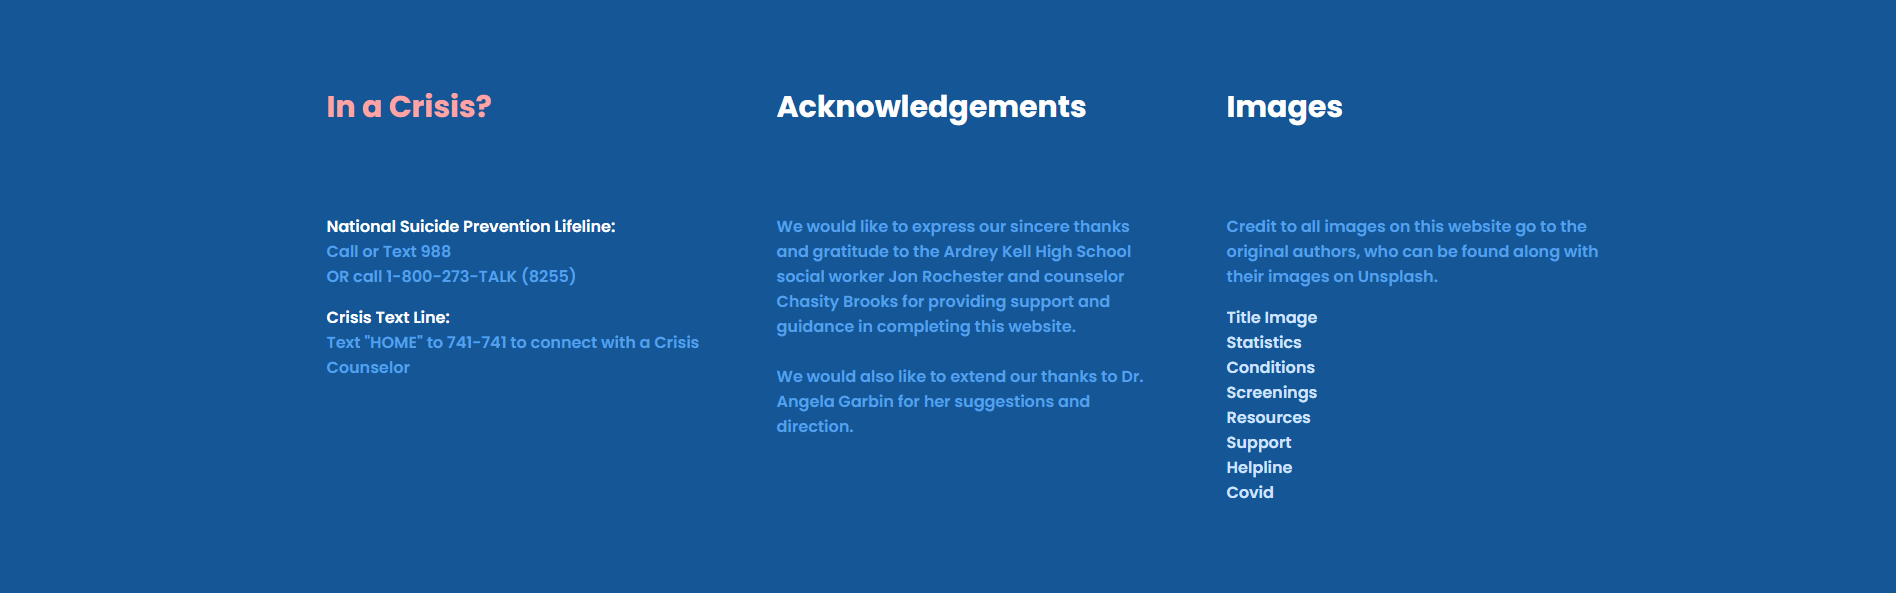 In a Crisis?
National Suicide Prevention Lifeline:
Call or Text 988
OR call 1-800-273-TALK (8255)
Crisis Text Line:
Text "HOME" to 741-741 to connect with a Crisis
Counselor
Acknowledgements
We would like to express our sincere thanks
and gratitude to the Ardrey Kell High School
social worker Jon Rochester and counselor
Chasity Brooks for providing support and
guidance in completing this website.
We would also like to extend our thanks to Dr.
Angela Garbin for her suggestions and
direction.
Images
Credit to all images on this website go to the
original authors, who can be found along with
their images on Unsplash.
Title Image
Statistics
Conditions
Screenings
Resources
Support
Helpline
Covid